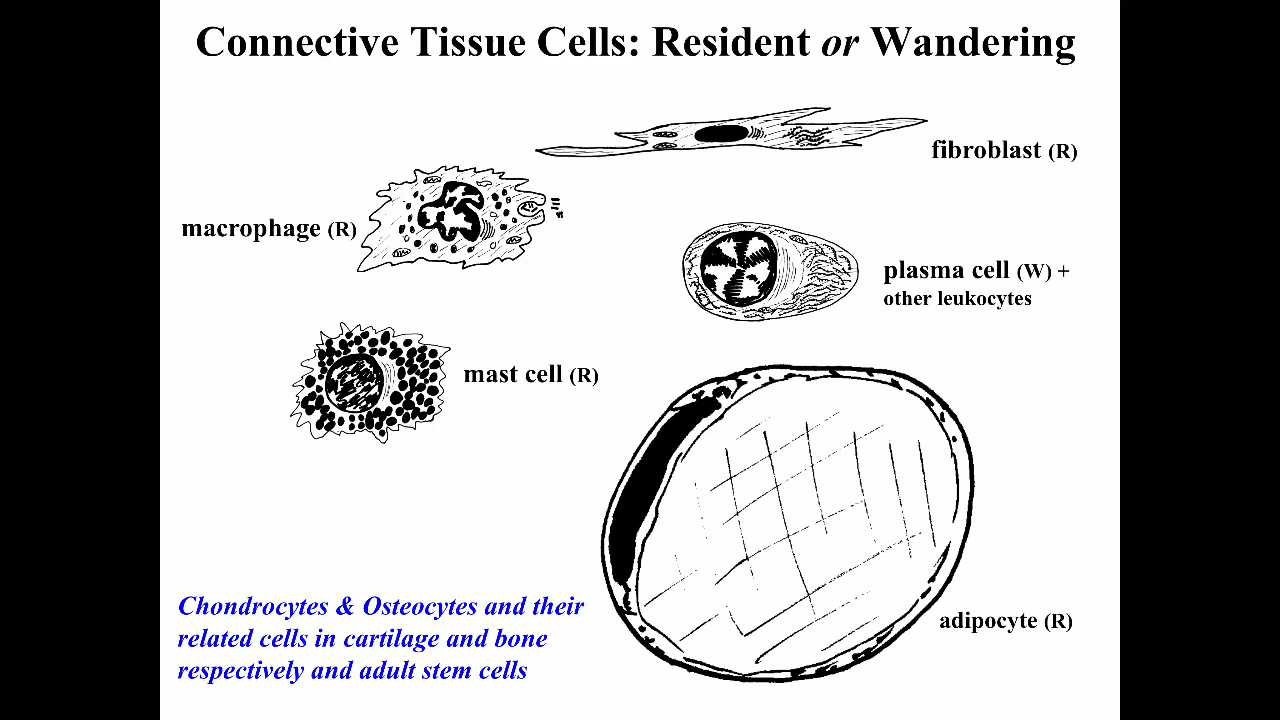 Connective Tissue Cells: Resident or Wandering
fibroblast (R)
macrophage (R)
plasma cell (W) +
other leukocytes
mast cell (R)
Chondrocytes & Osteocytes and their
related cells in cartilage and bone
respectively and adult stem cells
adipocyte (R)